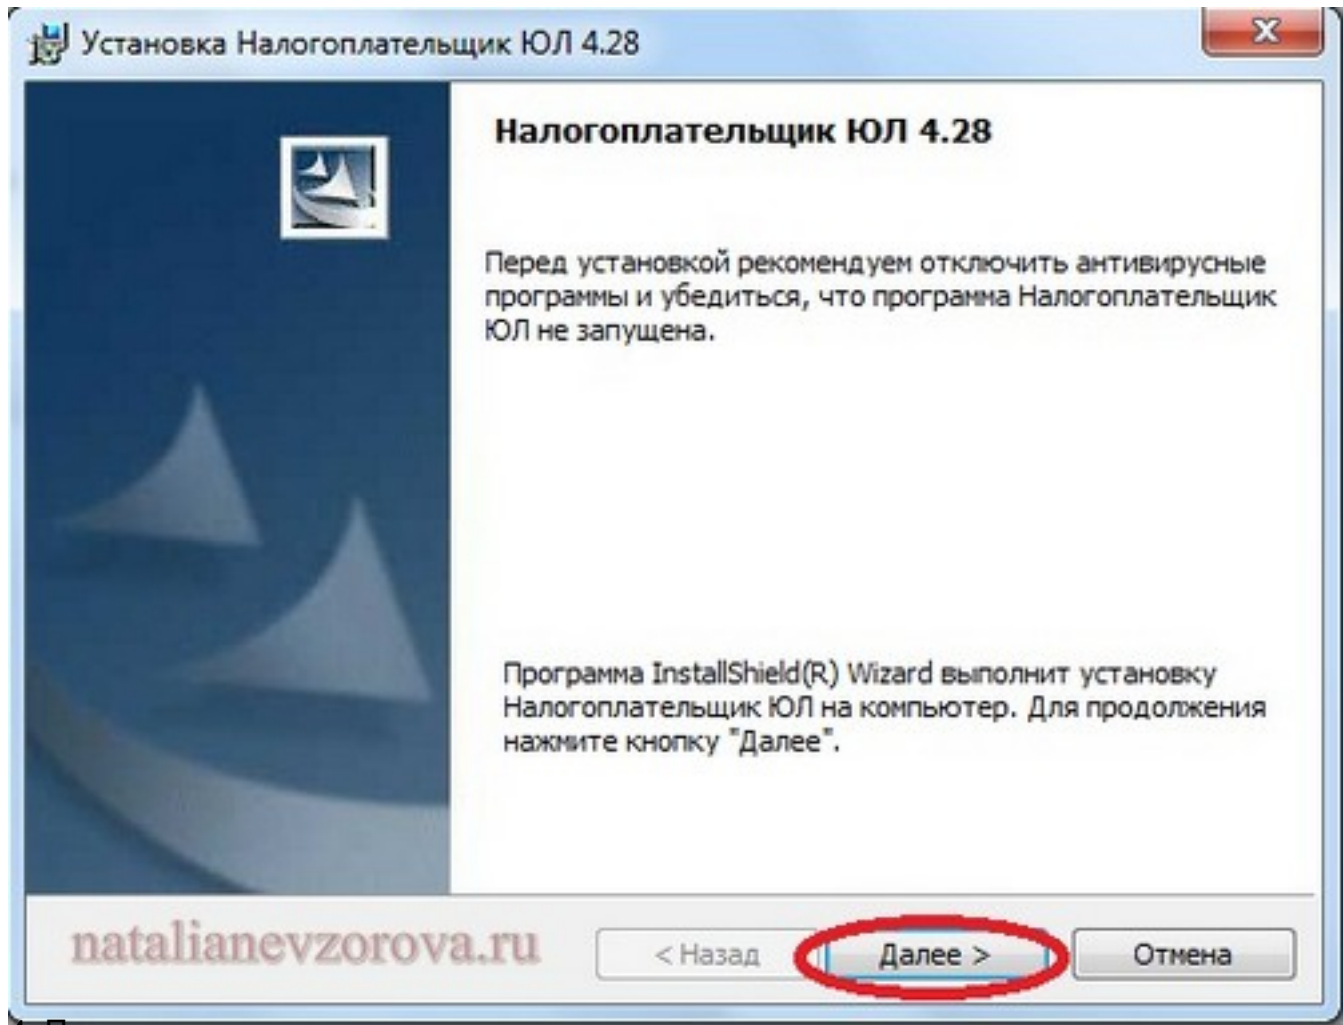 Установка Налогоплательщик ЮЛ 4.28
X
Налогоплательщик ЮЛ 4.28
Перед установкой рекомендуем отключить антивирусные
программы и убедиться, что программа Налогоплательщик
ЮЛ не запущена.
Программа InstallShield(R) Wizard выполнит установку
Налогоплательщик ЮЛ на компьютер. Для продолжения
нажмите кнопку "Далее".
natalianevzorova.ru
< Назад
Далее >
Отмена